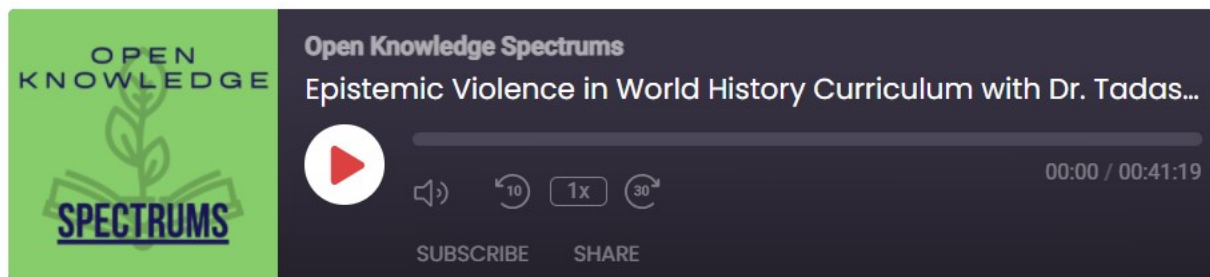 OPEN
KNOWLEDGE
SPECTRUMS
Open Knowledge Spectrums
Epistemic Violence in World History Curriculum with Dr. Tadas...
00:00 / 00:41:19
10
1x
30
SUBSCRIBE
SHARE